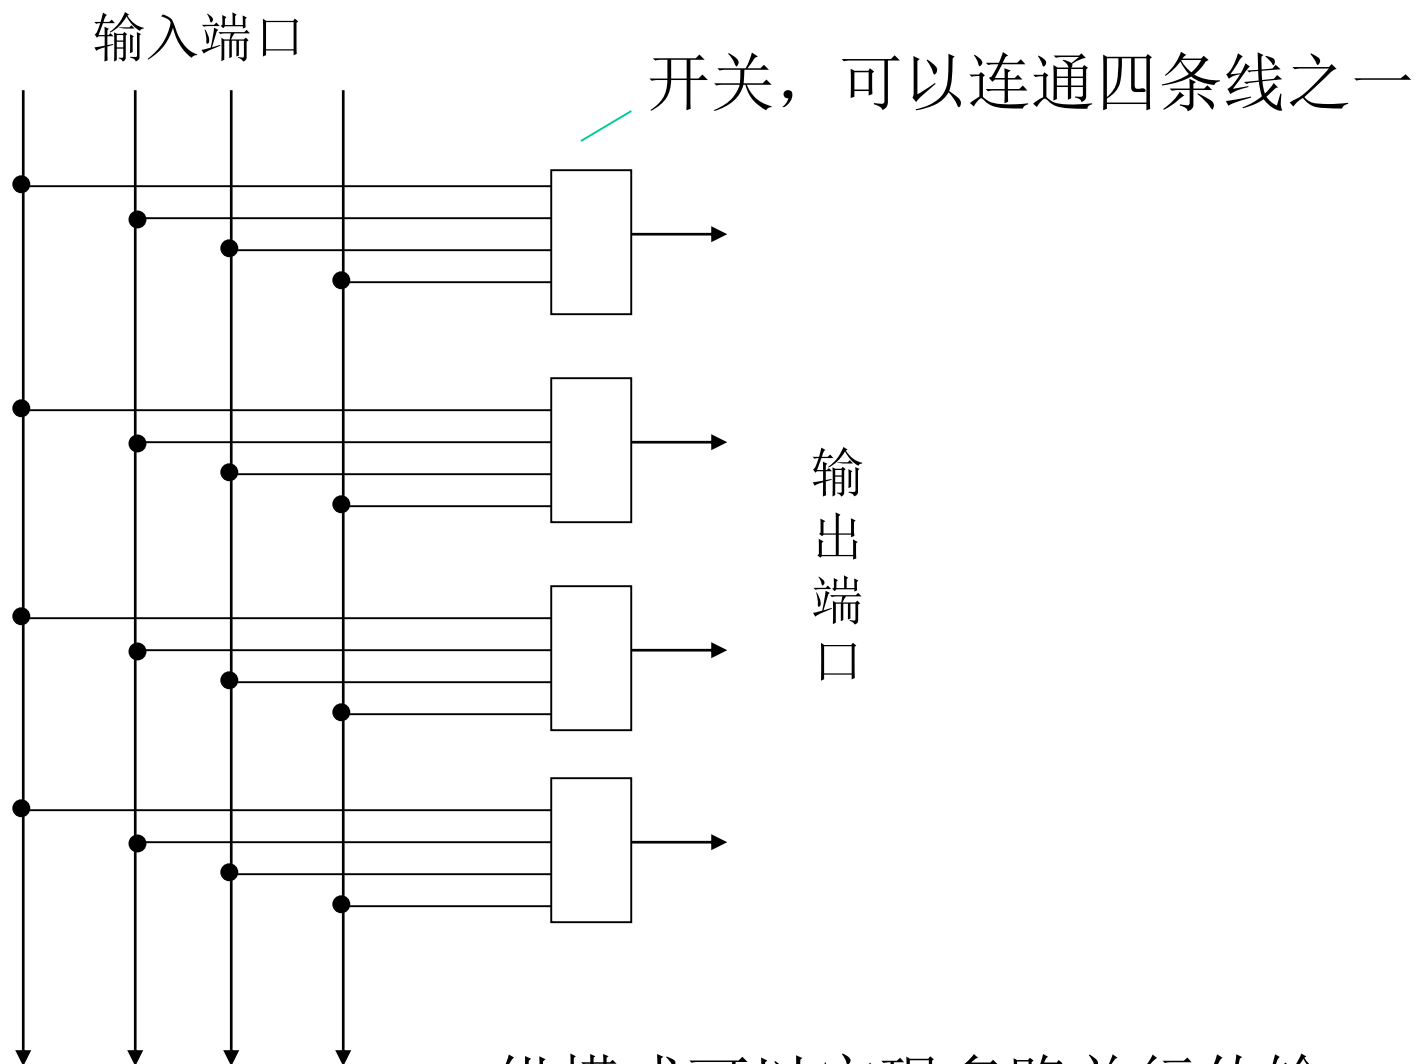 输入端口
开关，可以连通四条线之一
输出端口